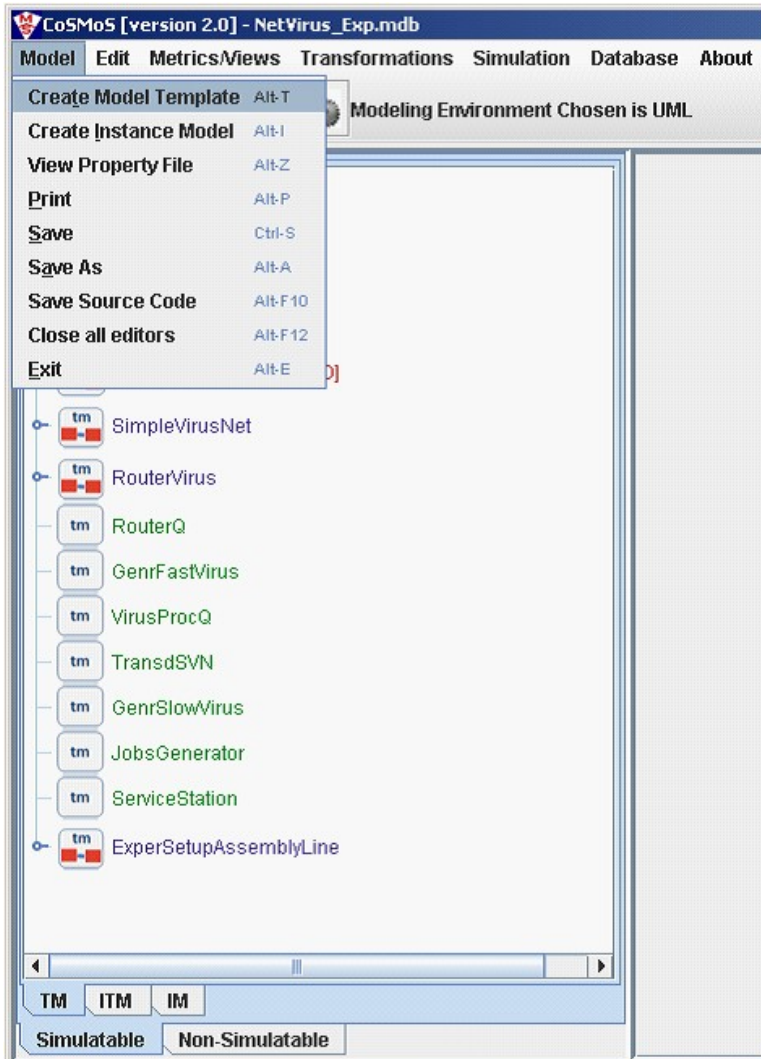 CoSMoS [version 2.0] - NetVirus_Exp.mdb
Model Edit Metrics/Views Transformations Simulation Database About
Create Model Template Alt-T
Modeling Environment Chosen is UML
Create Instance Model Alt-I
View Property File Alt-Z
Print Alt-P
Save Ctrl-S
Save As Alt-A
Save Source Code Alt-F10
Close all editors Alt-F12
Exit Alt-E
tm SimpleVirusNet
tm RouterVirus
tm RouterQ
tm GenrFastVirus
tm VirusProcQ
tm TransdSVN
tm GenrSlowVirus
tm JobsGenerator
tm ServiceStation
tm ExperSetupAssemblyLine
TM ITM IM
Simulatable Non-Simulatable